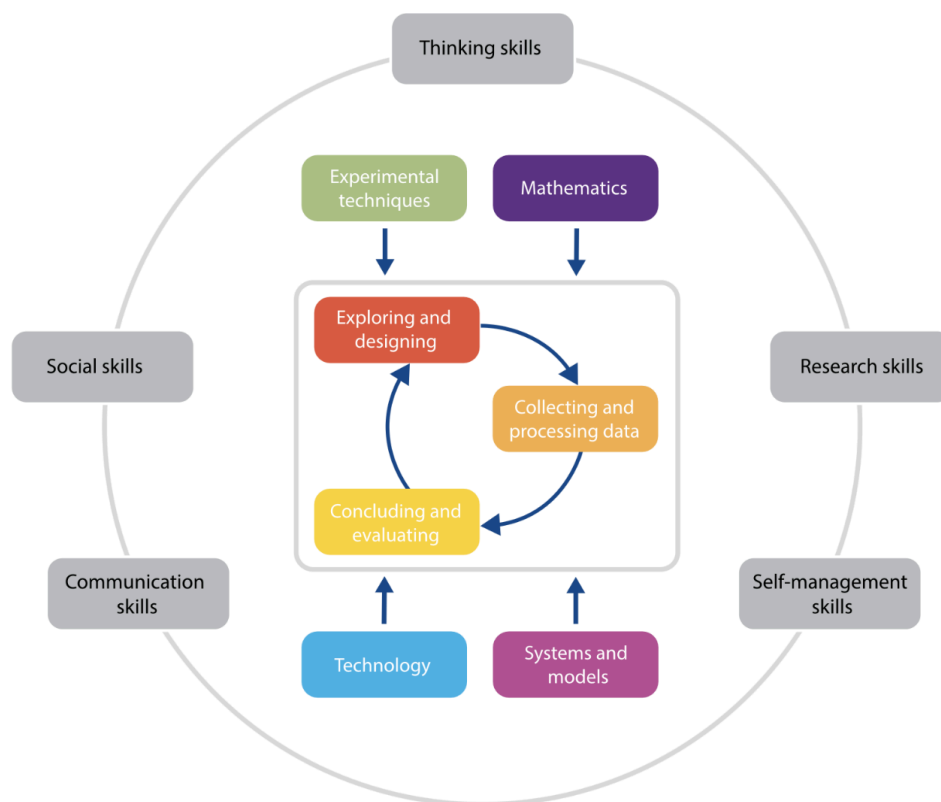 Thinking skills
Experimental
techniques
Mathematics
Exploring and
designing
Social skills
Research skills
Collecting and
processing data
Concluding and
evaluating
Communication
skills
Self-management
skills
Technology
Systems and
models